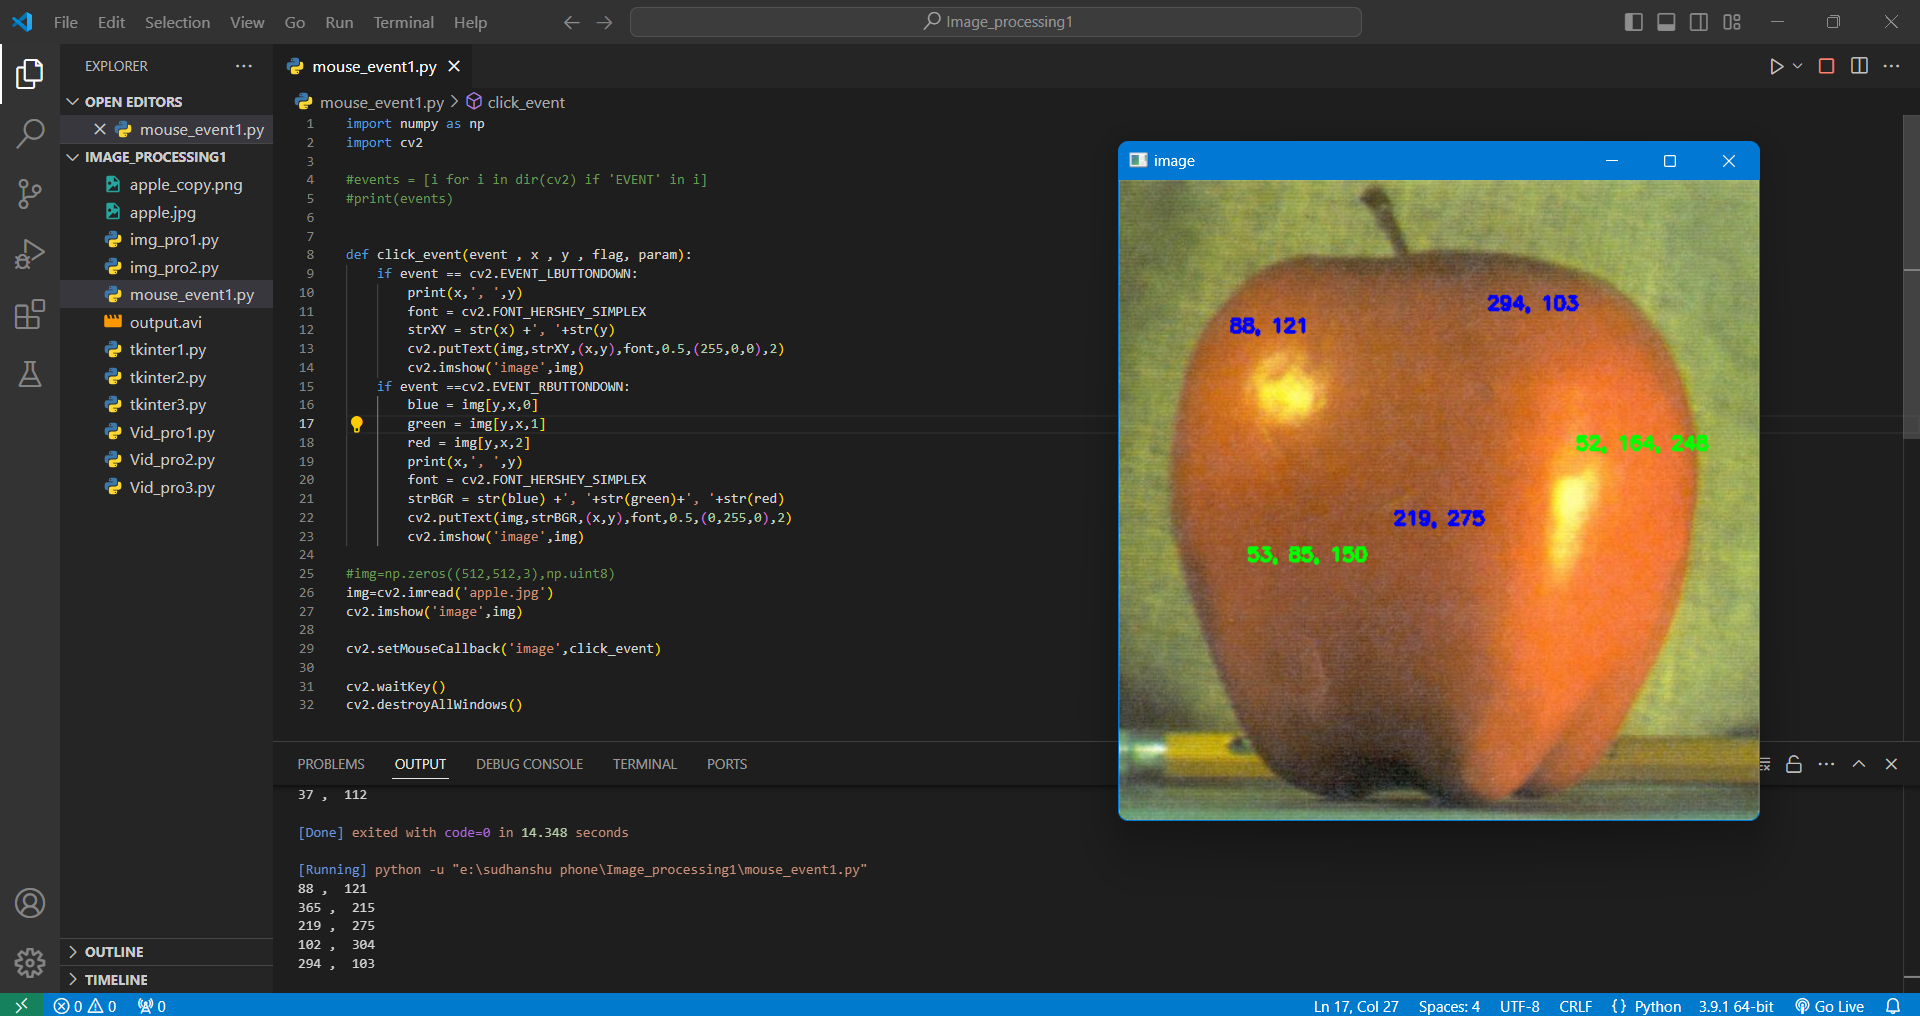 File Edit Selection View Go Run Terminal Help
Image_processing1
EXPLORER
OPEN EDITORS
mouse_event1.py
IMAGE_PROCESSING1
apple_copy.png
apple.jpg
img_pro1.py
img_pro2.py
mouse_event1.py
output.avi
tkinter1.py
tkinter2.py
tkinter3.py
Vid_pro1.py
Vid_pro2.py
Vid_pro3.py
OUTLINE
TIMELINE
mouse_event1.py
mouse_event1.py > click_event
1 import numpy as np
2 import cv2
3
4 #events = [i for i in dir(cv2) if 'EVENT' in i]
5 #print(events)
6
7
8 def click_event(event , x , y , flag, param):
9 if event == cv2.EVENT_LBUTTONDOWN:
10 print(x,', ',y)
11 font = cv2.FONT_HERSHEY_SIMPLEX
12 strXY = str(x) +', '+str(y)
13 cv2.putText(img,strXY,(x,y),font,0.5,(255,0,0),2)
14 cv2.imshow('image',img)
15 if event ==cv2.EVENT_RBUTTONDOWN:
16 blue = img[y,x,0]
17 green = img[y,x,1]
18 red = img[y,x,2]
19 print(x,', ',y)
20 font = cv2.FONT_HERSHEY_SIMPLEX
21 strBGR = str(blue) +', '+str(green)+', '+str(red)
22 cv2.putText(img,strBGR,(x,y),font,0.5,(0,255,0),2)
23 cv2.imshow('image',img)
24
25 #img=np.zeros((512,512,3),np.uint8)
26 img=cv2.imread('apple.jpg')
27 cv2.imshow('image',img)
28
29 cv2.setMouseCallback('image',click_event)
30
31 cv2.waitKey()
32 cv2.destroyAllWindows()
image
294, 103
88, 121
52, 164, 248
219, 275
53, 85, 150
PROBLEMS OUTPUT DEBUG CONSOLE TERMINAL PORTS
37 , 112
[Done] exited with code=0 in 14.348 seconds
[Running] python -u "e:\sudhanshu phone\Image_processing1\mouse_event1.py"
88 , 121
365 , 215
219 , 275
102 , 304
294 , 103
0 0 0
Ln 17, Col 27 Spaces: 4 UTF-8 CRLF {} Python 3.9.1 64-bit Go Live